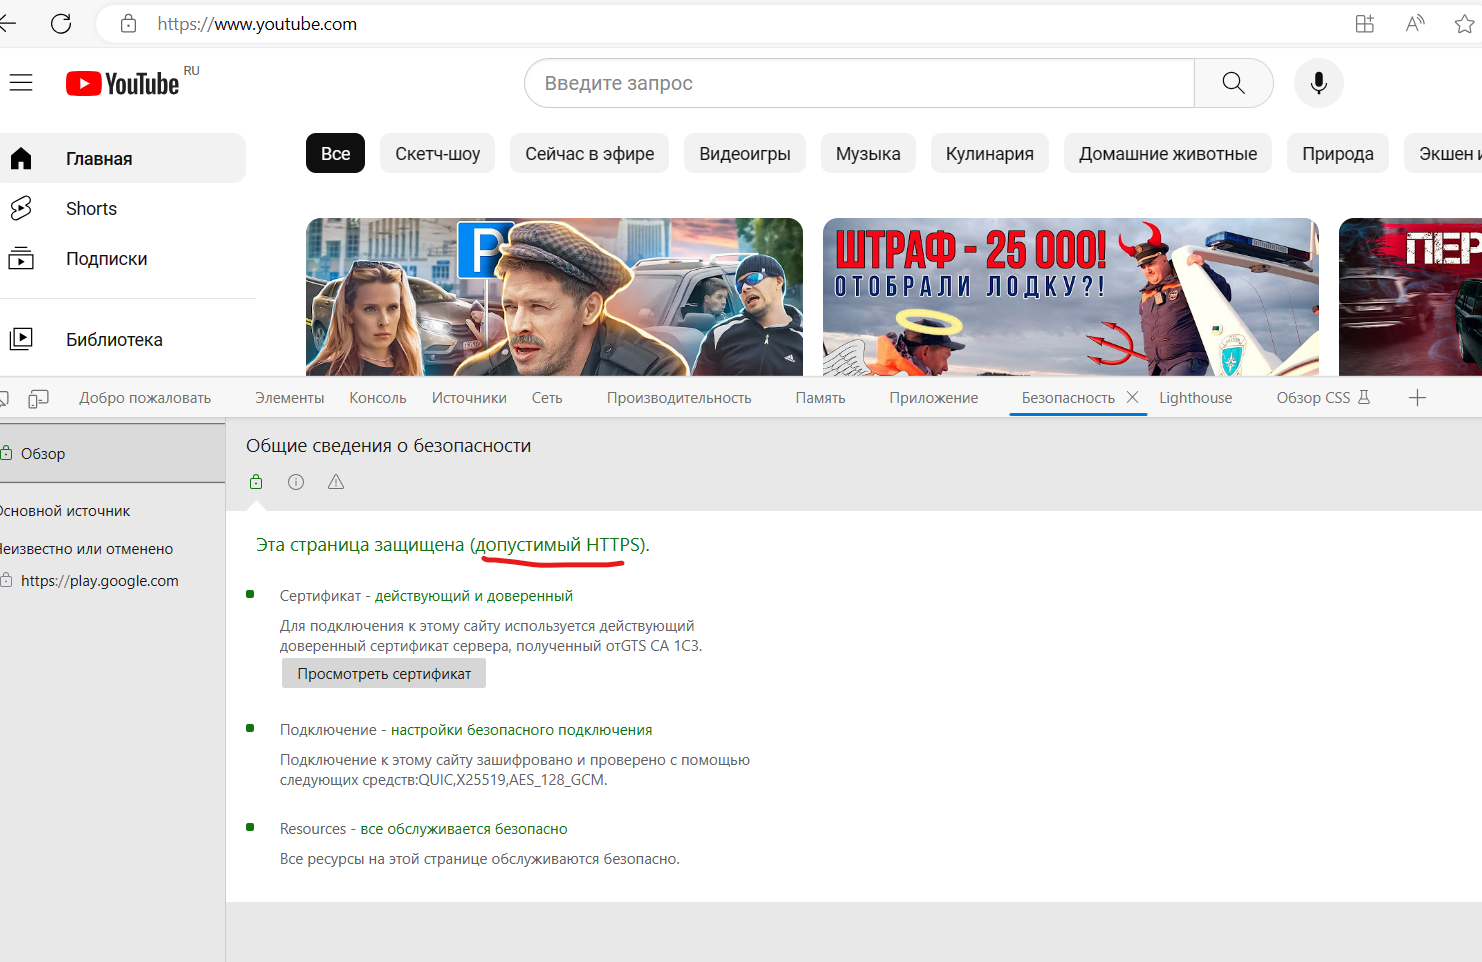 https://www.youtube.com
YouTube RU
Введите запрос
Главная
Shorts
Подписки
Библиотека
Все
Скетч-шоу
Сейчас в эфире
Видеоигры
Музыка
Кулинария
Домашние животные
Природа
Экшен и
P
ШТРАФ - 25 000!
ОТОБРАЛИ ЛОДКУ?!
ПЕР
Добро пожаловать
Элементы
Консоль
Источники
Сеть
Производительность
Память
Приложение
Безопасность
Lighthouse
Обзор CSS
Обзор
Основной источник
Неизвестно или отменено
https://play.google.com
Общие сведения о безопасности
Эта страница защищена (допустимый HTTPS).
Сертификат - действующий и доверенный
Для подключения к этому сайту используется действующий
доверенный сертификат сервера, полученный отGTS CA 1C3.
Просмотреть сертификат
Подключение - настройки безопасного подключения
Подключение к этому сайту зашифровано и проверено с помощью
следующих средств:QUIC,X25519,AES_128_GCM.
Resources - все обслуживается безопасно
Все ресурсы на этой странице обслуживаются безопасно.